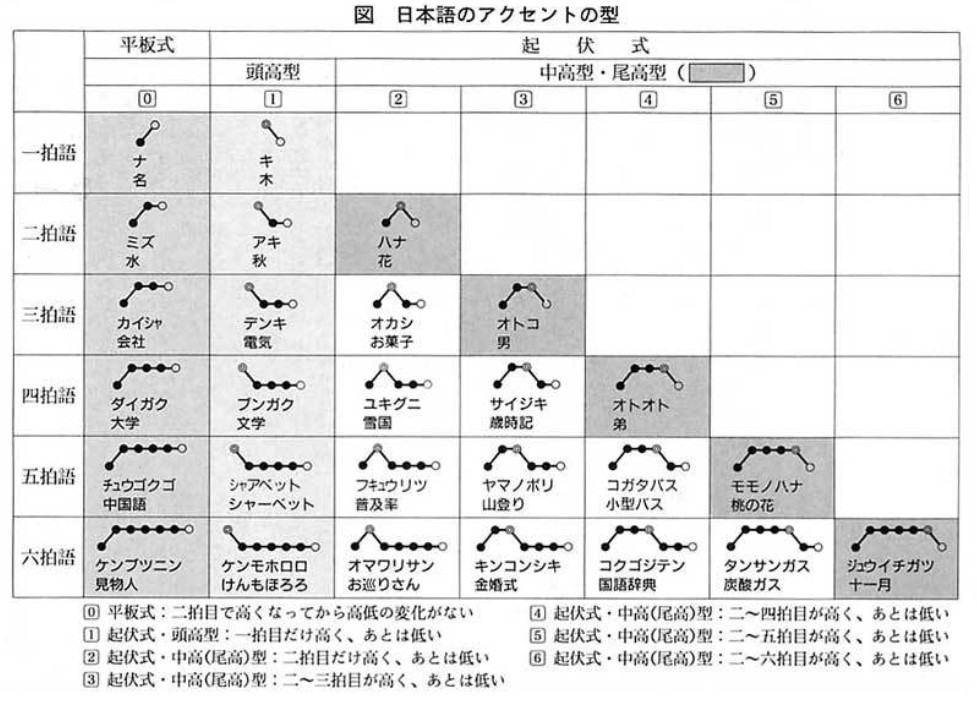 図 日本語のアクセントの型
平板式 起伏式
頭高型 中高型・尾高型( )
0 1 2 3 4 5 6
一拍語
ナ キ
名 木
二拍語
ミズ アキ ハナ
水 秋 花
三拍語
カイシャ デンキ オカシ オトコ
会社 電気 お菓子 男
四拍語
ダイガク ブンガク ユキグニ サイジキ オトオト
大学 文学 雪国 歳時記 弟
五拍語
チュウゴクゴ シャアベット フキュウリツ ヤマノボリ コガタバス モモノハナ
中国語 シャーベット 普及率 山登り 小型バス 桃の花
六拍語
ケンブツニン ケンモホロロ オマワリサン キンコンシキ コクゴジテン タンサンガス ジュウイチガツ
見物人 けんもほろろ お巡りさん 金婚式 国語辞典 炭酸ガス 十一月
0 平板式:二拍目で高くなってから高低の変化がない
1 起伏式・頭高型:一拍目だけ高く、あとは低い
2 起伏式・中高(尾高)型:二拍目だけ高く、あとは低い
3 起伏式・中高(尾高)型:二〜三拍目が高く、あとは低い
4 起伏式・中高(尾高)型:二〜四拍目が高く、あとは低い
5 起伏式・中高(尾高)型:二〜五拍目が高く、あとは低い
6 起伏式・中高(尾高)型:二〜六拍目が高く、あとは低い